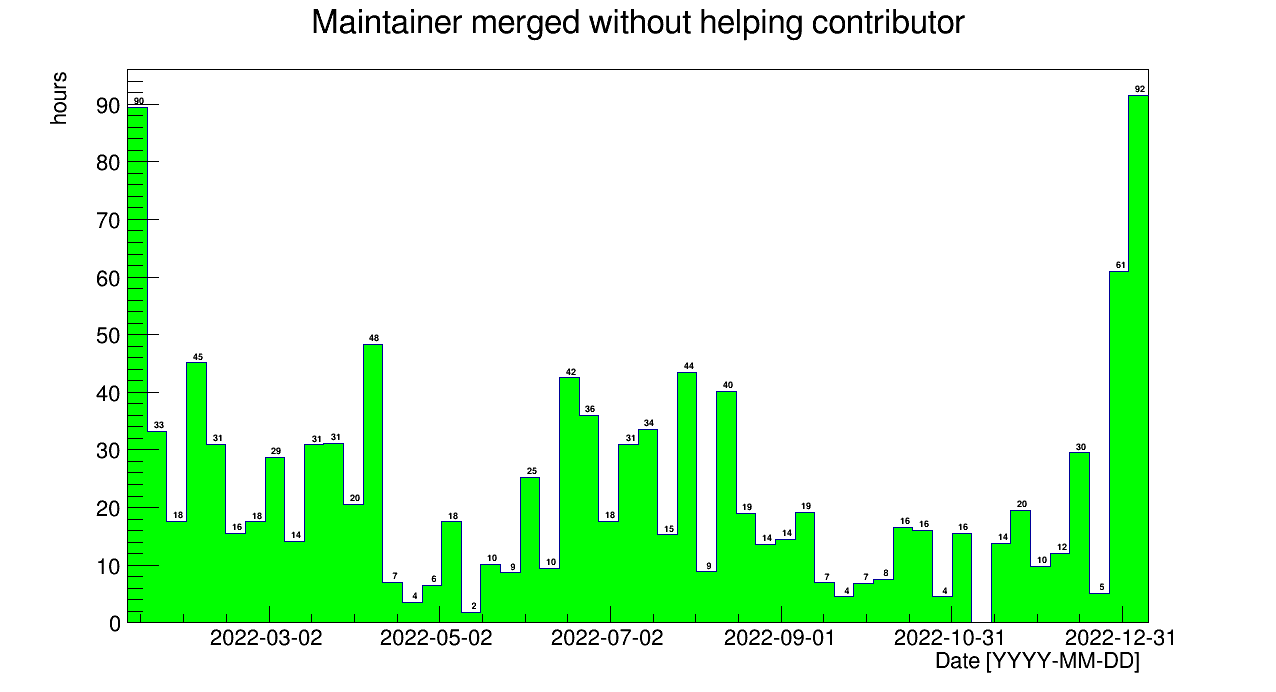 Maintainer merged without helping contributor
hours
90
80
70
60
50
40
30
20
10
0
90 33 18 45 31 16 18 29 14 31 31 20 48 7 4 6 18 2 10 9 25 10 42 36 18 31 34 15 44 9 40 19 14 14 19 7 4 7 8 16 16 4 16 14 20 10 12 30 5 61 92
2022-03-02 2022-05-02 2022-07-02 2022-09-01 2022-10-31 2022-12-31
Date [YYYY-MM-DD]